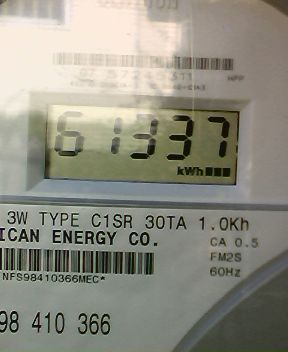 61337
kWh
3W TYPE C1SR 30TA 1.0Kh
ICAN ENERGY CO.
CA 0.5
FM2S
NFS98410366MEC*
60Hz
98 410 366